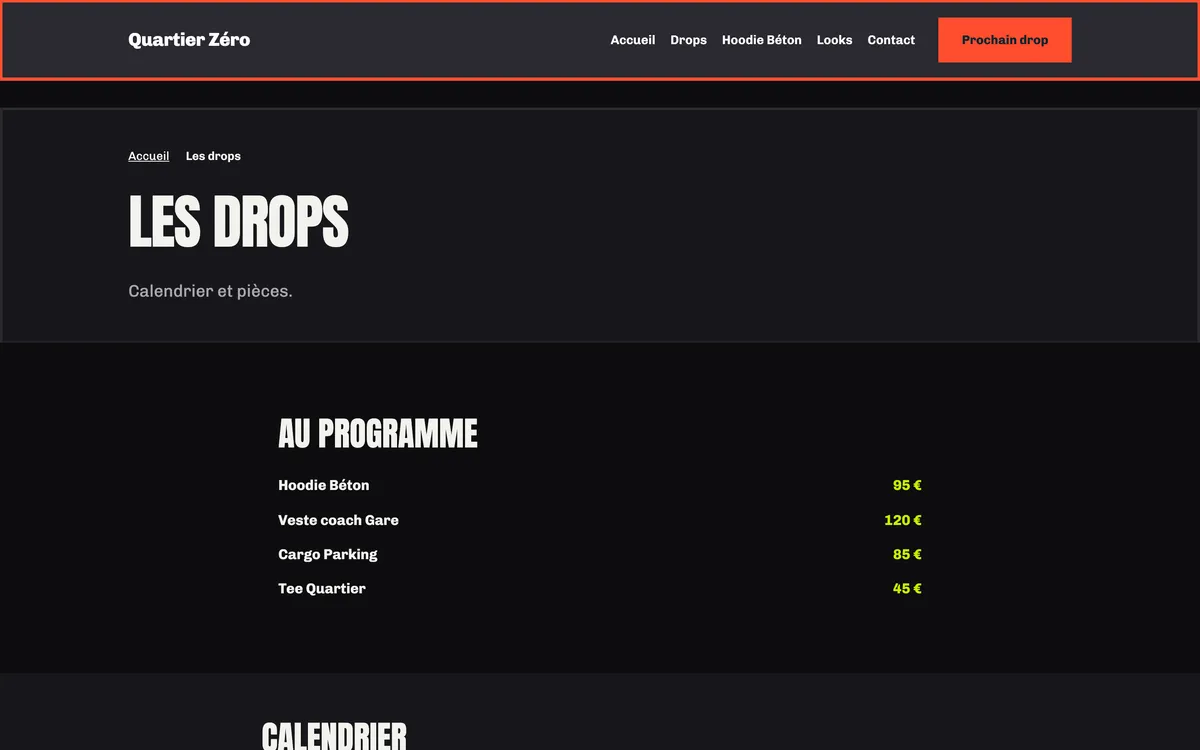 Quartier Zéro
Accueil Drops Hoodie Béton Looks Contact Prochain drop
Accueil Les drops
LES DROPS
Calendrier et pièces.
AU PROGRAMME
Hoodie Béton 95 €
Veste coach Gare 120 €
Cargo Parking 85 €
Tee Quartier 45 €
CALENDRIER